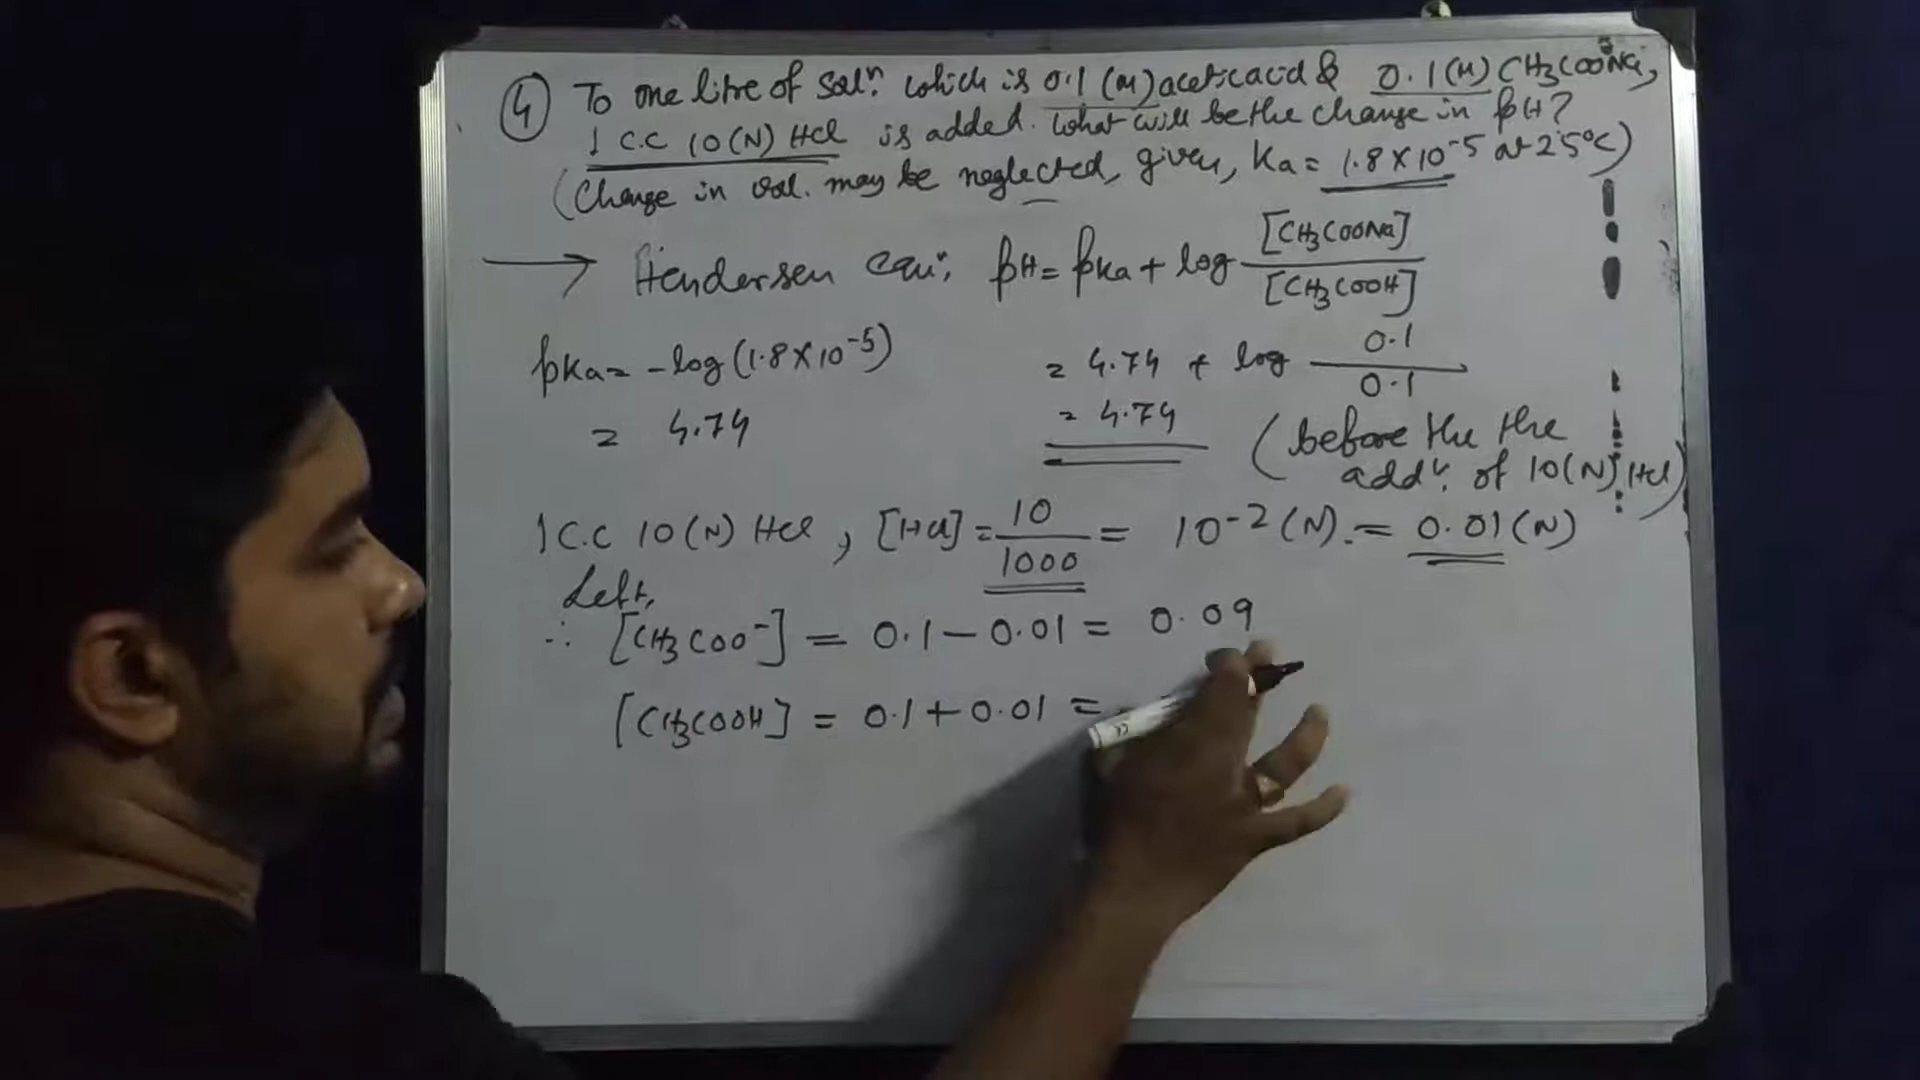 ④ To one litre of solⁿ. which is 0.1 (M) acetic acid & 0.1(M) CH3COONa,
1 C.C 10(N) HCl is added. What will be the change in pH?
(Change in vol. may be neglected, given, Ka = 1.8×10⁻⁵ at 25°C)
→ Hendersen equⁿ, pH = pKa + log [CH3COONa] / [CH3COOH]
pKa = -log(1.8×10⁻⁵) = 4.74 + log 0.1 / 0.1
= 4.74 = 4.74 (before the the
addⁿ. of 10(N) HCl)
1 C.C 10(N) HCl, [HCl] = 10 / 1000 = 10⁻² (N). = 0.01(N)
Left,
∴ [CH3COO⁻] = 0.1 - 0.01 = 0.09
[CH3COOH] = 0.1 + 0.01 =